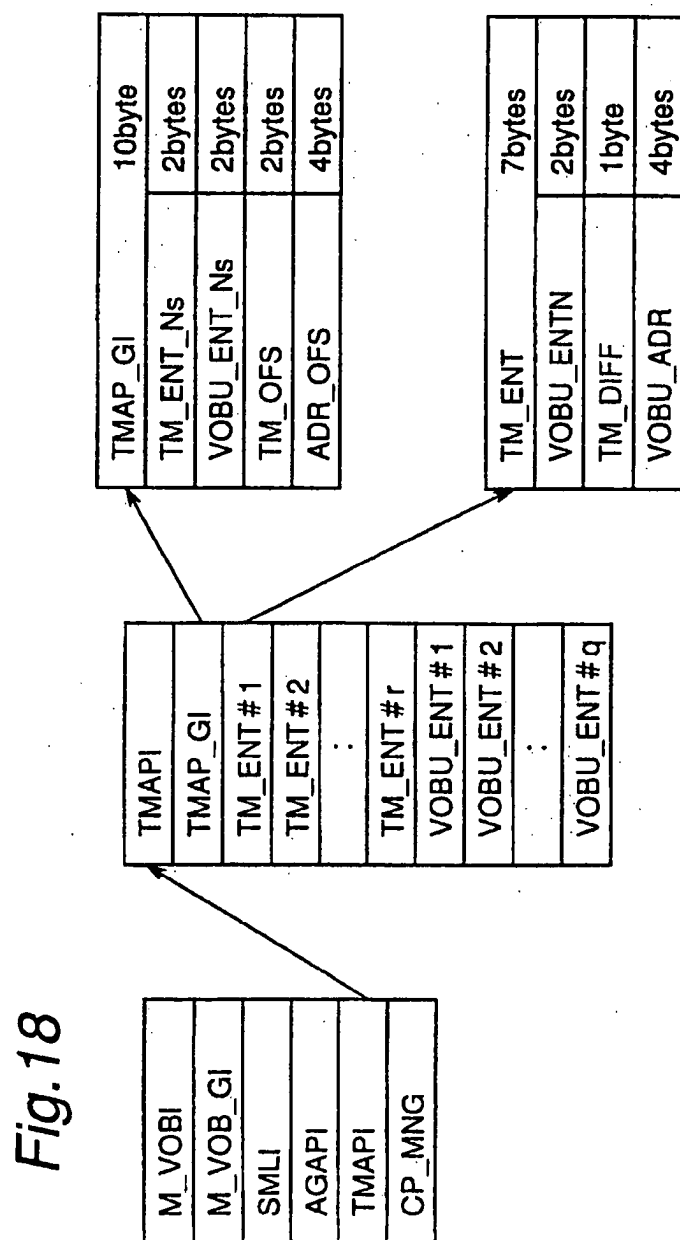 Fig.18
M_VOBI
M_VOB_GI
SMLI
AGAPI
TMAPI
CP_MNG
TMAPI
TMAP_GI
TM_ENT#1
TM_ENT#2
:
TM_ENT#r
VOBU_ENT#1
VOBU_ENT#2
:
VOBU_ENT#q
TMAP_GI 10byte
TM_ENT_Ns 2bytes
VOBU_ENT_Ns 2bytes
TM_OFS 2bytes
ADR_OFS 4bytes
TM_ENT 7bytes
VOBU_ENTN 2bytes
TM_DIFF 1byte
VOBU_ADR 4bytes